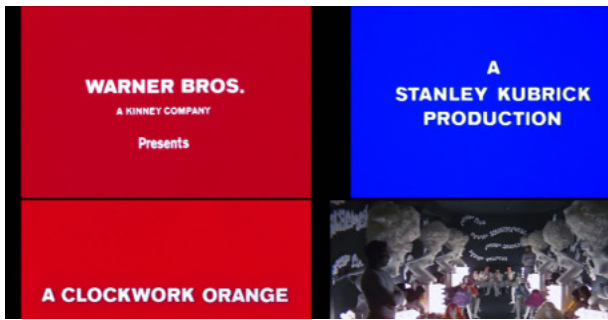 WARNER BROS.
A KINNEY COMPANY
Presents
A
STANLEY KUBRICK
PRODUCTION
A CLOCKWORK ORANGE